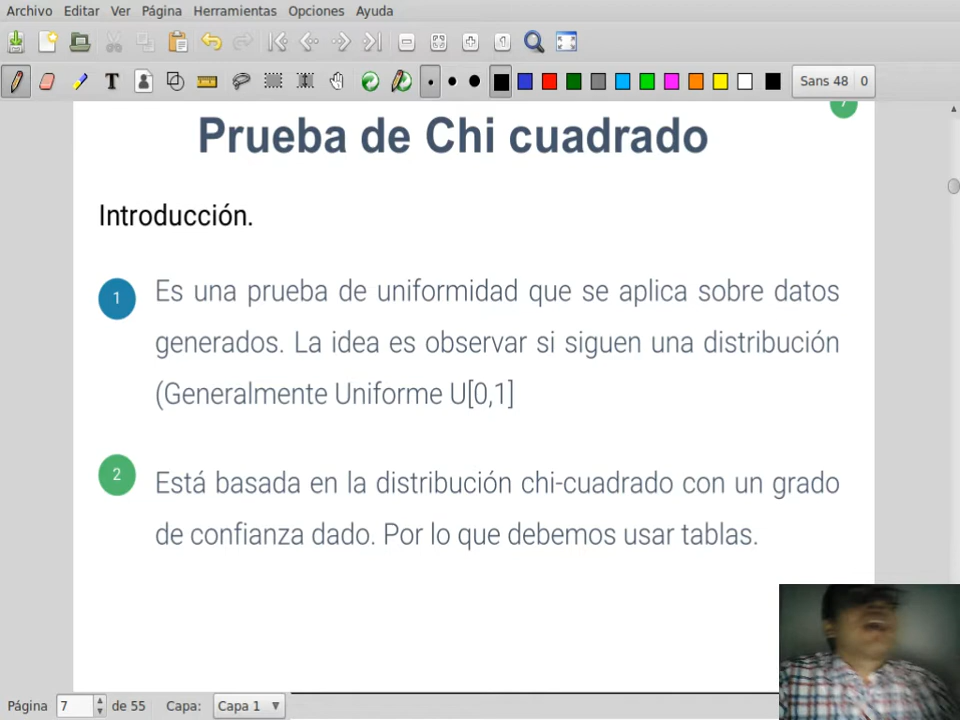 Archivo Editar Ver Página Herramientas Opciones Ayuda
T Sans 48 0
7
Prueba de Chi cuadrado
Introducción.
1 Es una prueba de uniformidad que se aplica sobre datos
generados. La idea es observar si siguen una distribución
(Generalmente Uniforme U[0,1]
2 Está basada en la distribución chi-cuadrado con un grado
de confianza dado. Por lo que debemos usar tablas.
Página 7 de 55 Capa: Capa 1